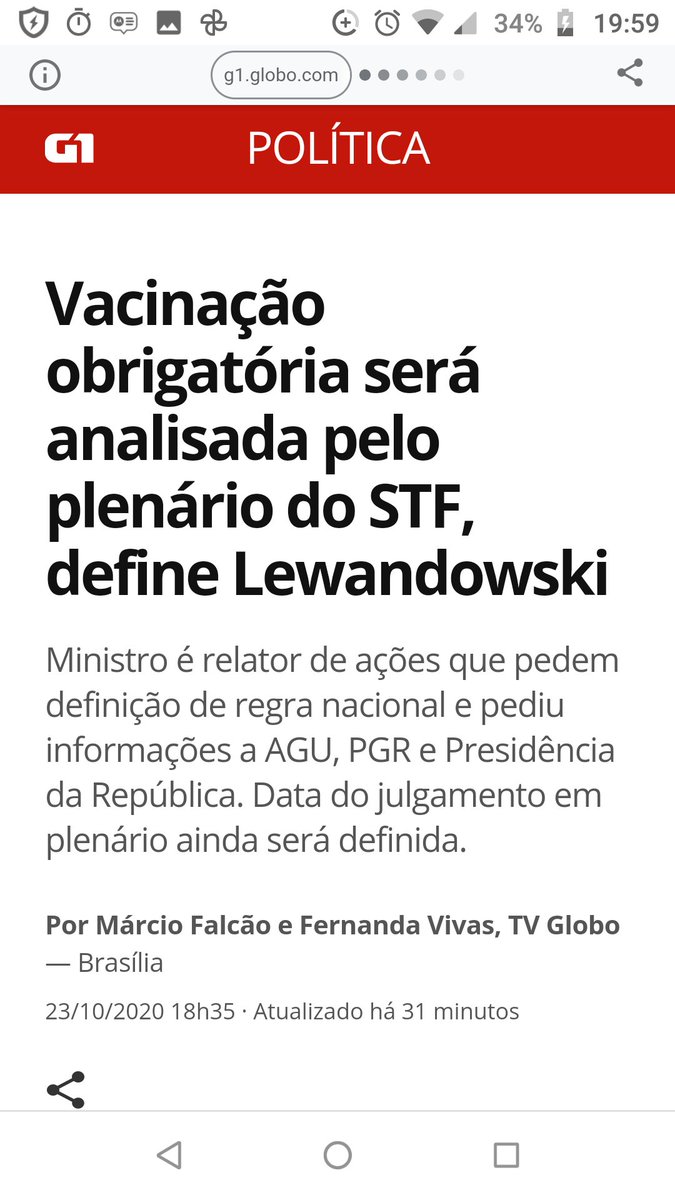 34% 19:59
g1.globo.com
G1 POLÍTICA
Vacinação
obrigatória será
analisada pelo
plenário do STF,
define Lewandowski
Ministro é relator de ações que pedem
definição de regra nacional e pediu
informações a AGU, PGR e Presidência
da República. Data do julgamento em
plenário ainda será definida.
Por Márcio Falcão e Fernanda Vivas, TV Globo
— Brasília
23/10/2020 18h35 · Atualizado há 31 minutos